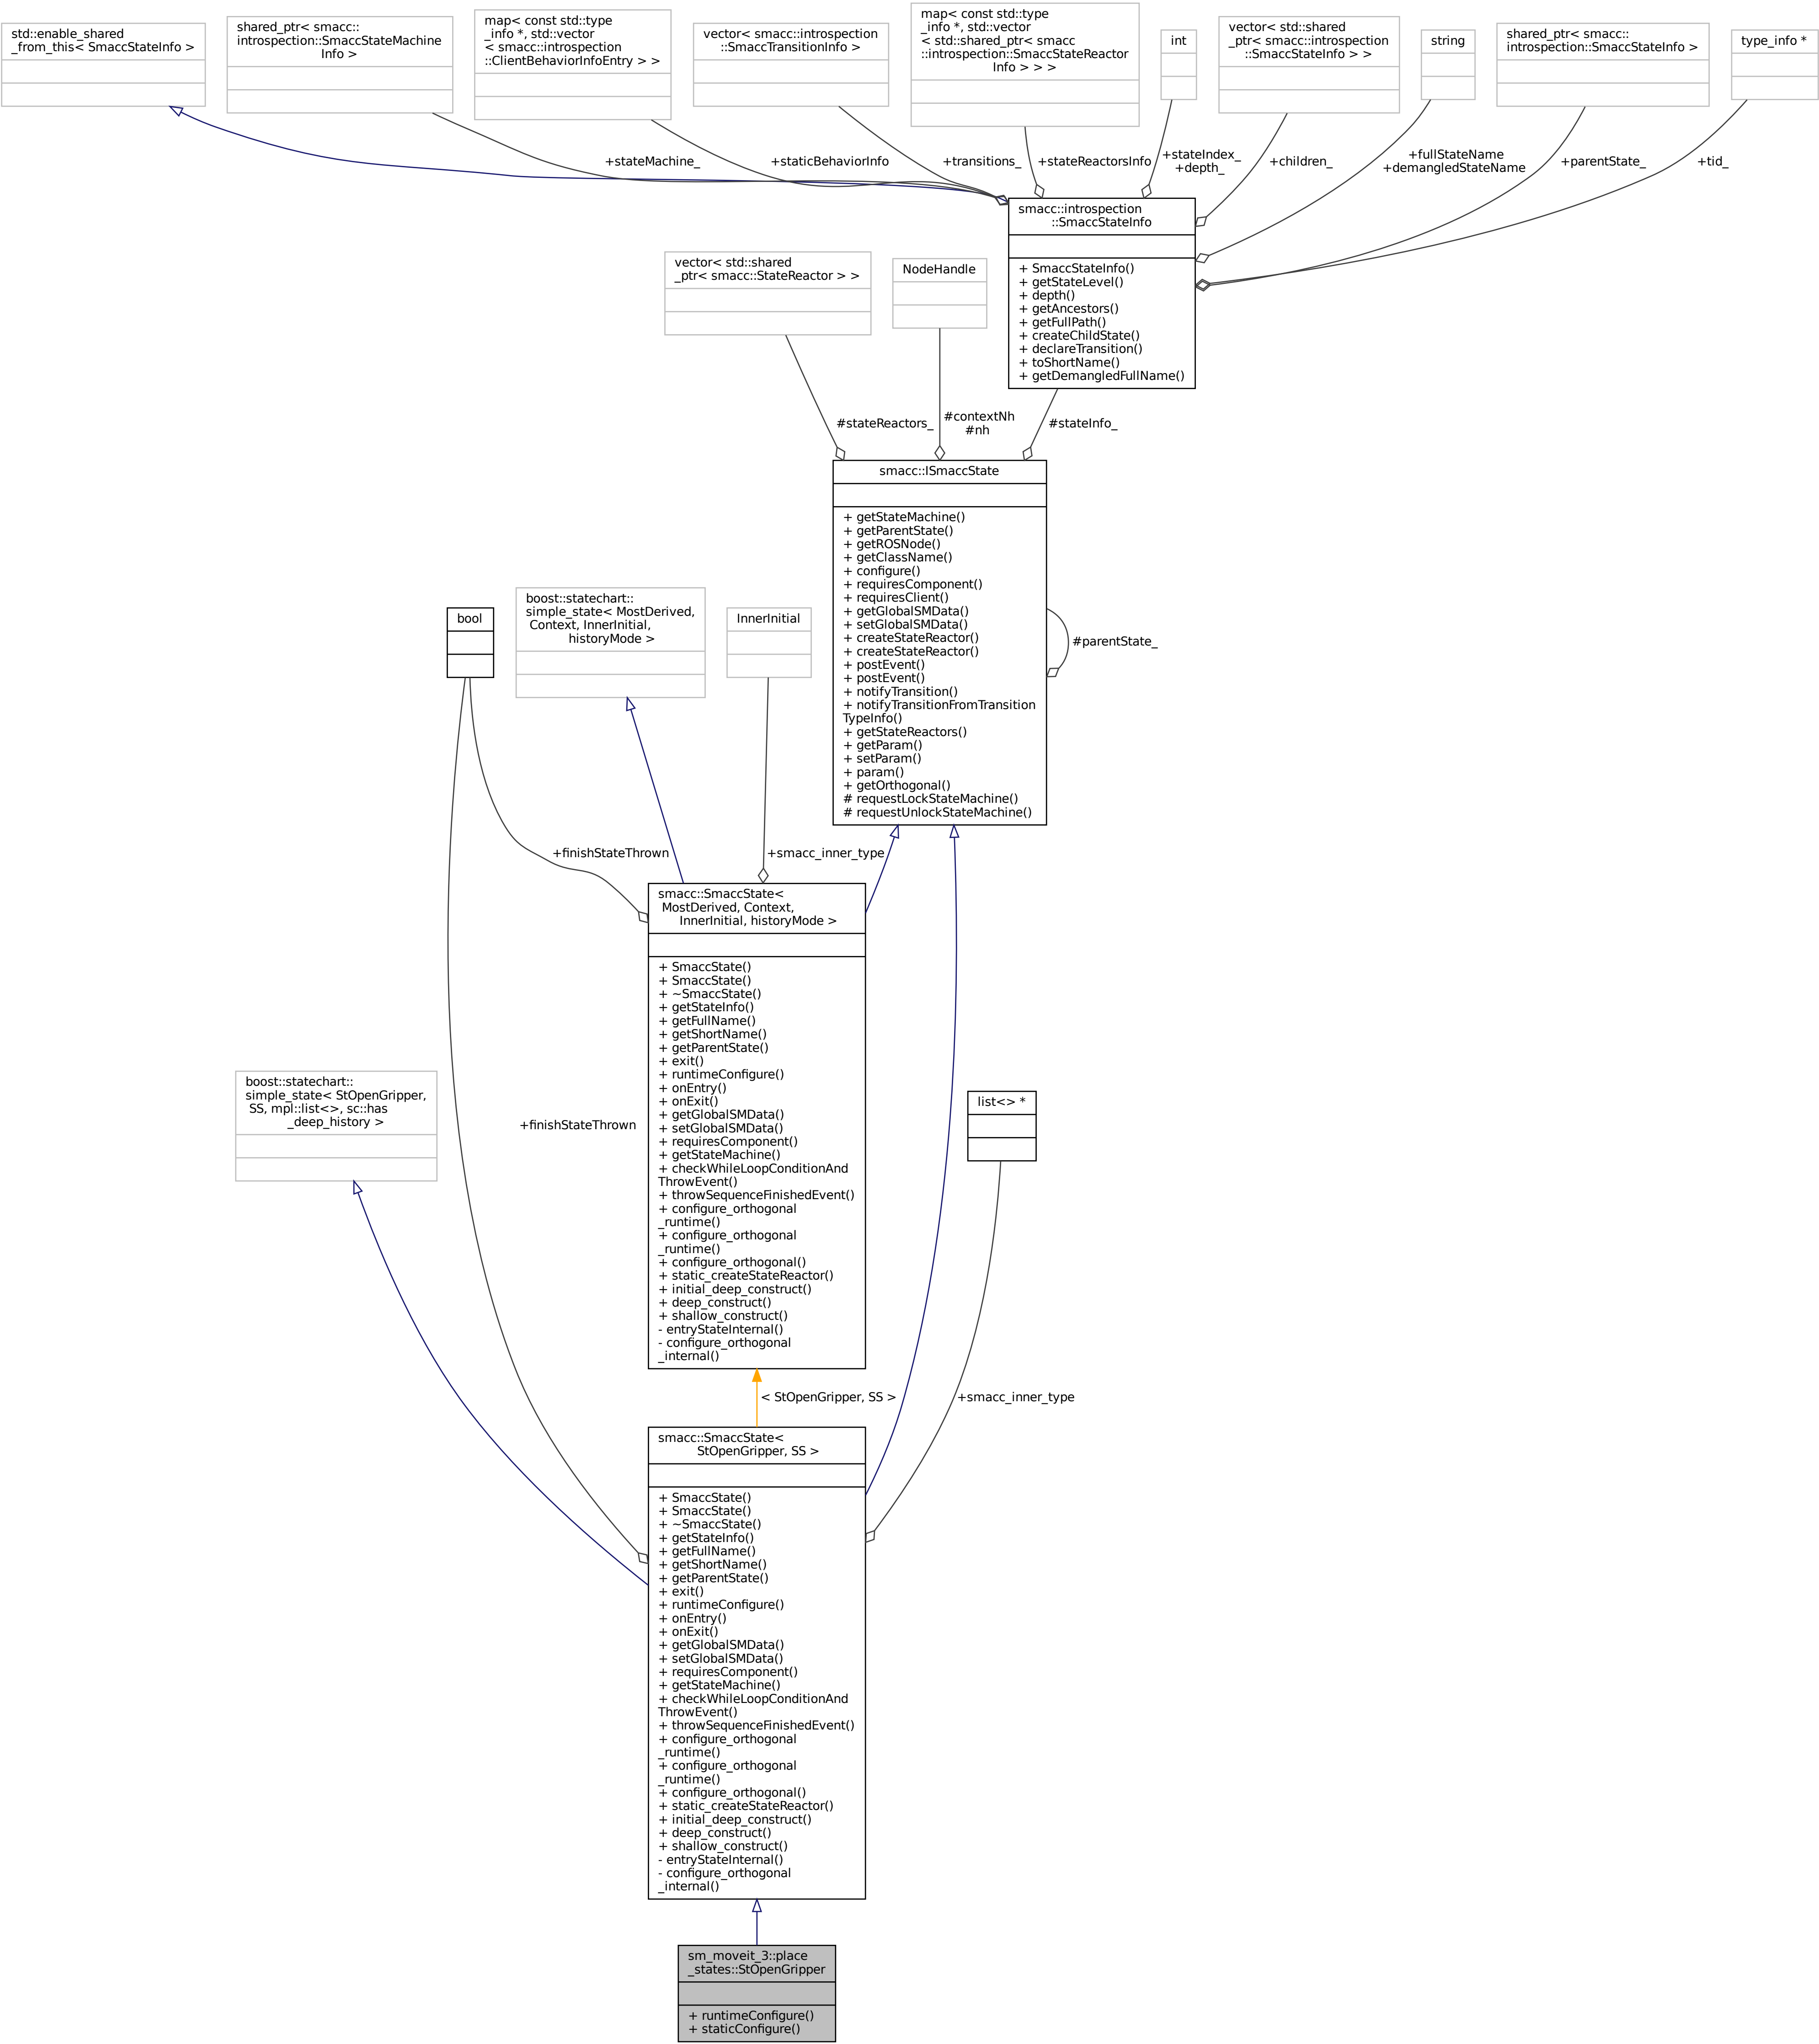 std::enable_shared
_from_this< SmaccStateInfo >
shared_ptr< smacc::
introspection::SmaccStateMachine
Info >
map< const std::type
_info *, std::vector
< smacc::introspection
::ClientBehaviorInfoEntry > >
vector< smacc::introspection
::SmaccTransitionInfo >
map< const std::type
_info *, std::vector
< std::shared_ptr< smacc
::introspection::SmaccStateReactor
Info > > >
int
vector< std::shared
_ptr< smacc::introspection
::SmaccStateInfo > >
string
shared_ptr< smacc::
introspection::SmaccStateInfo >
type_info *
+stateMachine_
+staticBehaviorInfo
+transitions_
+stateReactorsInfo
+stateIndex_
+depth_
+children_
+fullStateName
+demangledStateName
+parentState_
+tid_
smacc::introspection
::SmaccStateInfo
+ SmaccStateInfo()
+ getStateLevel()
+ depth()
+ getAncestors()
+ getFullPath()
+ createChildState()
+ declareTransition()
+ toShortName()
+ getDemangledFullName()
vector< std::shared
_ptr< smacc::StateReactor > >
NodeHandle
#stateReactors_
#contextNh
#nh
#stateInfo_
smacc::ISmaccState
+ getStateMachine()
+ getParentState()
+ getROSNode()
+ getClassName()
+ configure()
+ requiresComponent()
+ requiresClient()
+ getGlobalSMData()
+ setGlobalSMData()
+ createStateReactor()
+ createStateReactor()
+ postEvent()
+ postEvent()
+ notifyTransition()
+ notifyTransitionFromTransition
TypeInfo()
+ getStateReactors()
+ getParam()
+ setParam()
+ param()
+ getOrthogonal()
# requestLockStateMachine()
# requestUnlockStateMachine()
#parentState_
bool
boost::statechart::
simple_state< MostDerived,
Context, InnerInitial,
historyMode >
InnerInitial
+finishStateThrown
+smacc_inner_type
smacc::SmaccState<
MostDerived, Context,
InnerInitial, historyMode >
+ SmaccState()
+ SmaccState()
+ ~SmaccState()
+ getStateInfo()
+ getFullName()
+ getShortName()
+ getParentState()
+ exit()
+ runtimeConfigure()
+ onEntry()
+ onExit()
+ getGlobalSMData()
+ setGlobalSMData()
+ requiresComponent()
+ getStateMachine()
+ checkWhileLoopConditionAnd
ThrowEvent()
+ throwSequenceFinishedEvent()
+ configure_orthogonal
_runtime()
+ configure_orthogonal
_runtime()
+ configure_orthogonal()
+ static_createStateReactor()
+ initial_deep_construct()
+ deep_construct()
+ shallow_construct()
- entryStateInternal()
- configure_orthogonal
_internal()
boost::statechart::
simple_state< StOpenGripper,
SS, mpl::list<>, sc::has
_deep_history >
+finishStateThrown
list<> *
< StOpenGripper, SS >
+smacc_inner_type
smacc::SmaccState<
StOpenGripper, SS >
+ SmaccState()
+ SmaccState()
+ ~SmaccState()
+ getStateInfo()
+ getFullName()
+ getShortName()
+ getParentState()
+ exit()
+ runtimeConfigure()
+ onEntry()
+ onExit()
+ getGlobalSMData()
+ setGlobalSMData()
+ requiresComponent()
+ getStateMachine()
+ checkWhileLoopConditionAnd
ThrowEvent()
+ throwSequenceFinishedEvent()
+ configure_orthogonal
_runtime()
+ configure_orthogonal
_runtime()
+ configure_orthogonal()
+ static_createStateReactor()
+ initial_deep_construct()
+ deep_construct()
+ shallow_construct()
- entryStateInternal()
- configure_orthogonal
_internal()
sm_moveit_3::place
_states::StOpenGripper
+ runtimeConfigure()
+ staticConfigure()